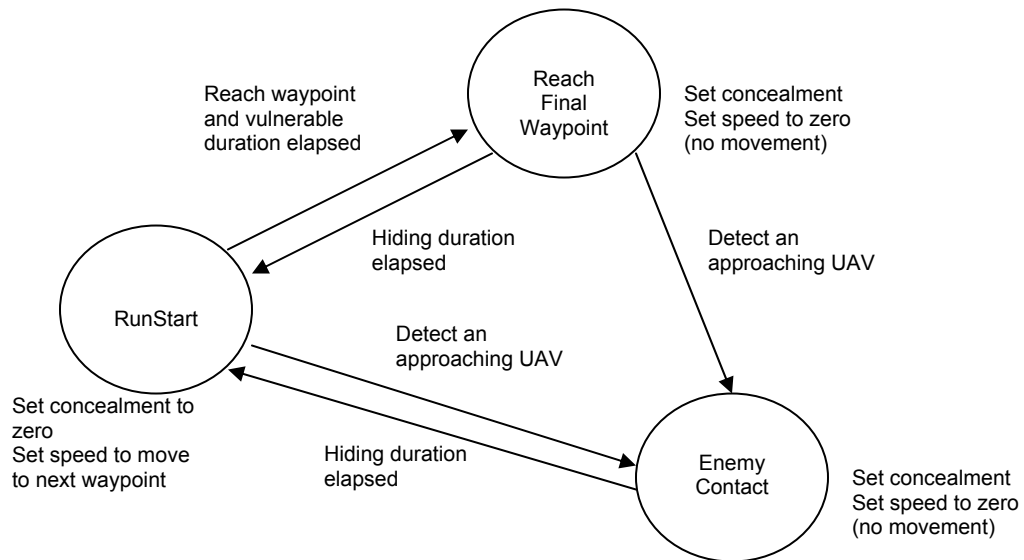 Reach
Final
Waypoint
Set concealment
Set speed to zero
(no movement)
Reach waypoint
and vulnerable
duration elapsed
Hiding duration
elapsed
Detect an
approaching UAV
RunStart
Detect an
approaching UAV
Set concealment to
zero
Set speed to move
to next waypoint
Hiding duration
elapsed
Enemy
Contact
Set concealment
Set speed to zero
(no movement)